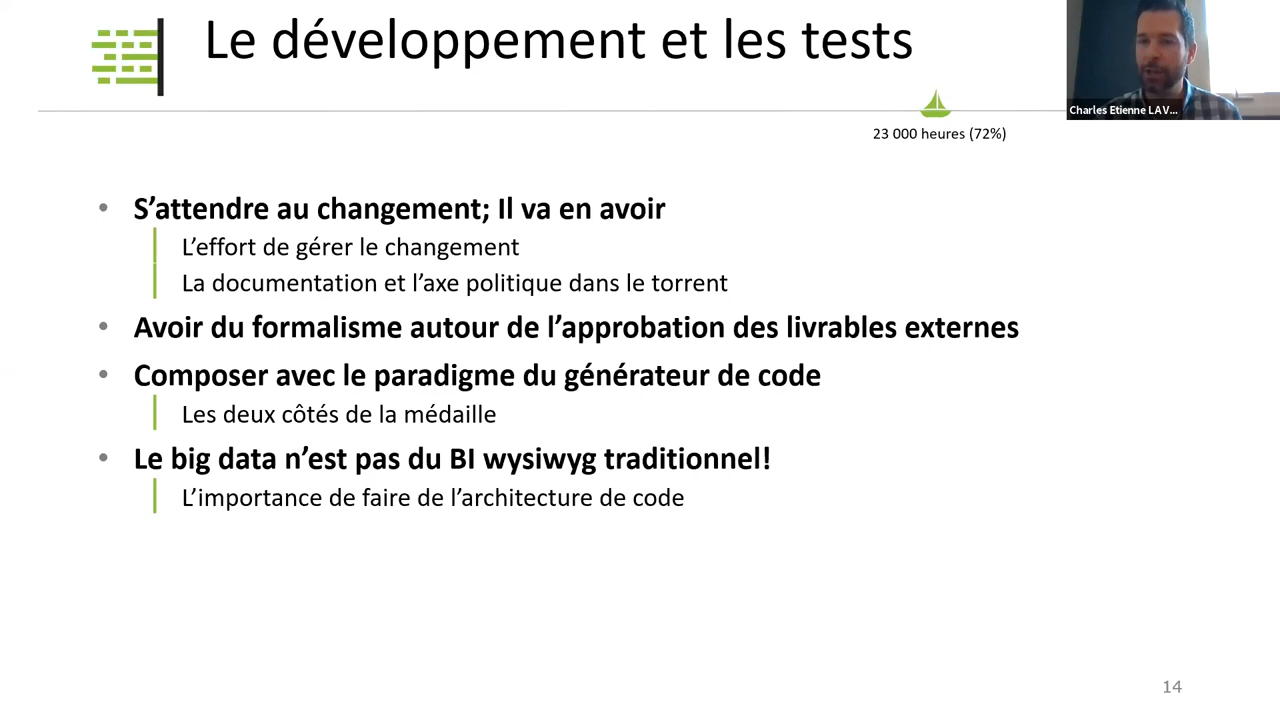 Le développement et les tests
Charles Etienne LAV...
23 000 heures (72%)
• S’attendre au changement; Il va en avoir
L’effort de gérer le changement
La documentation et l’axe politique dans le torrent
• Avoir du formalisme autour de l’approbation des livrables externes
• Composer avec le paradigme du générateur de code
Les deux côtés de la médaille
• Le big data n’est pas du BI wysiwyg traditionnel!
L’importance de faire de l’architecture de code
14